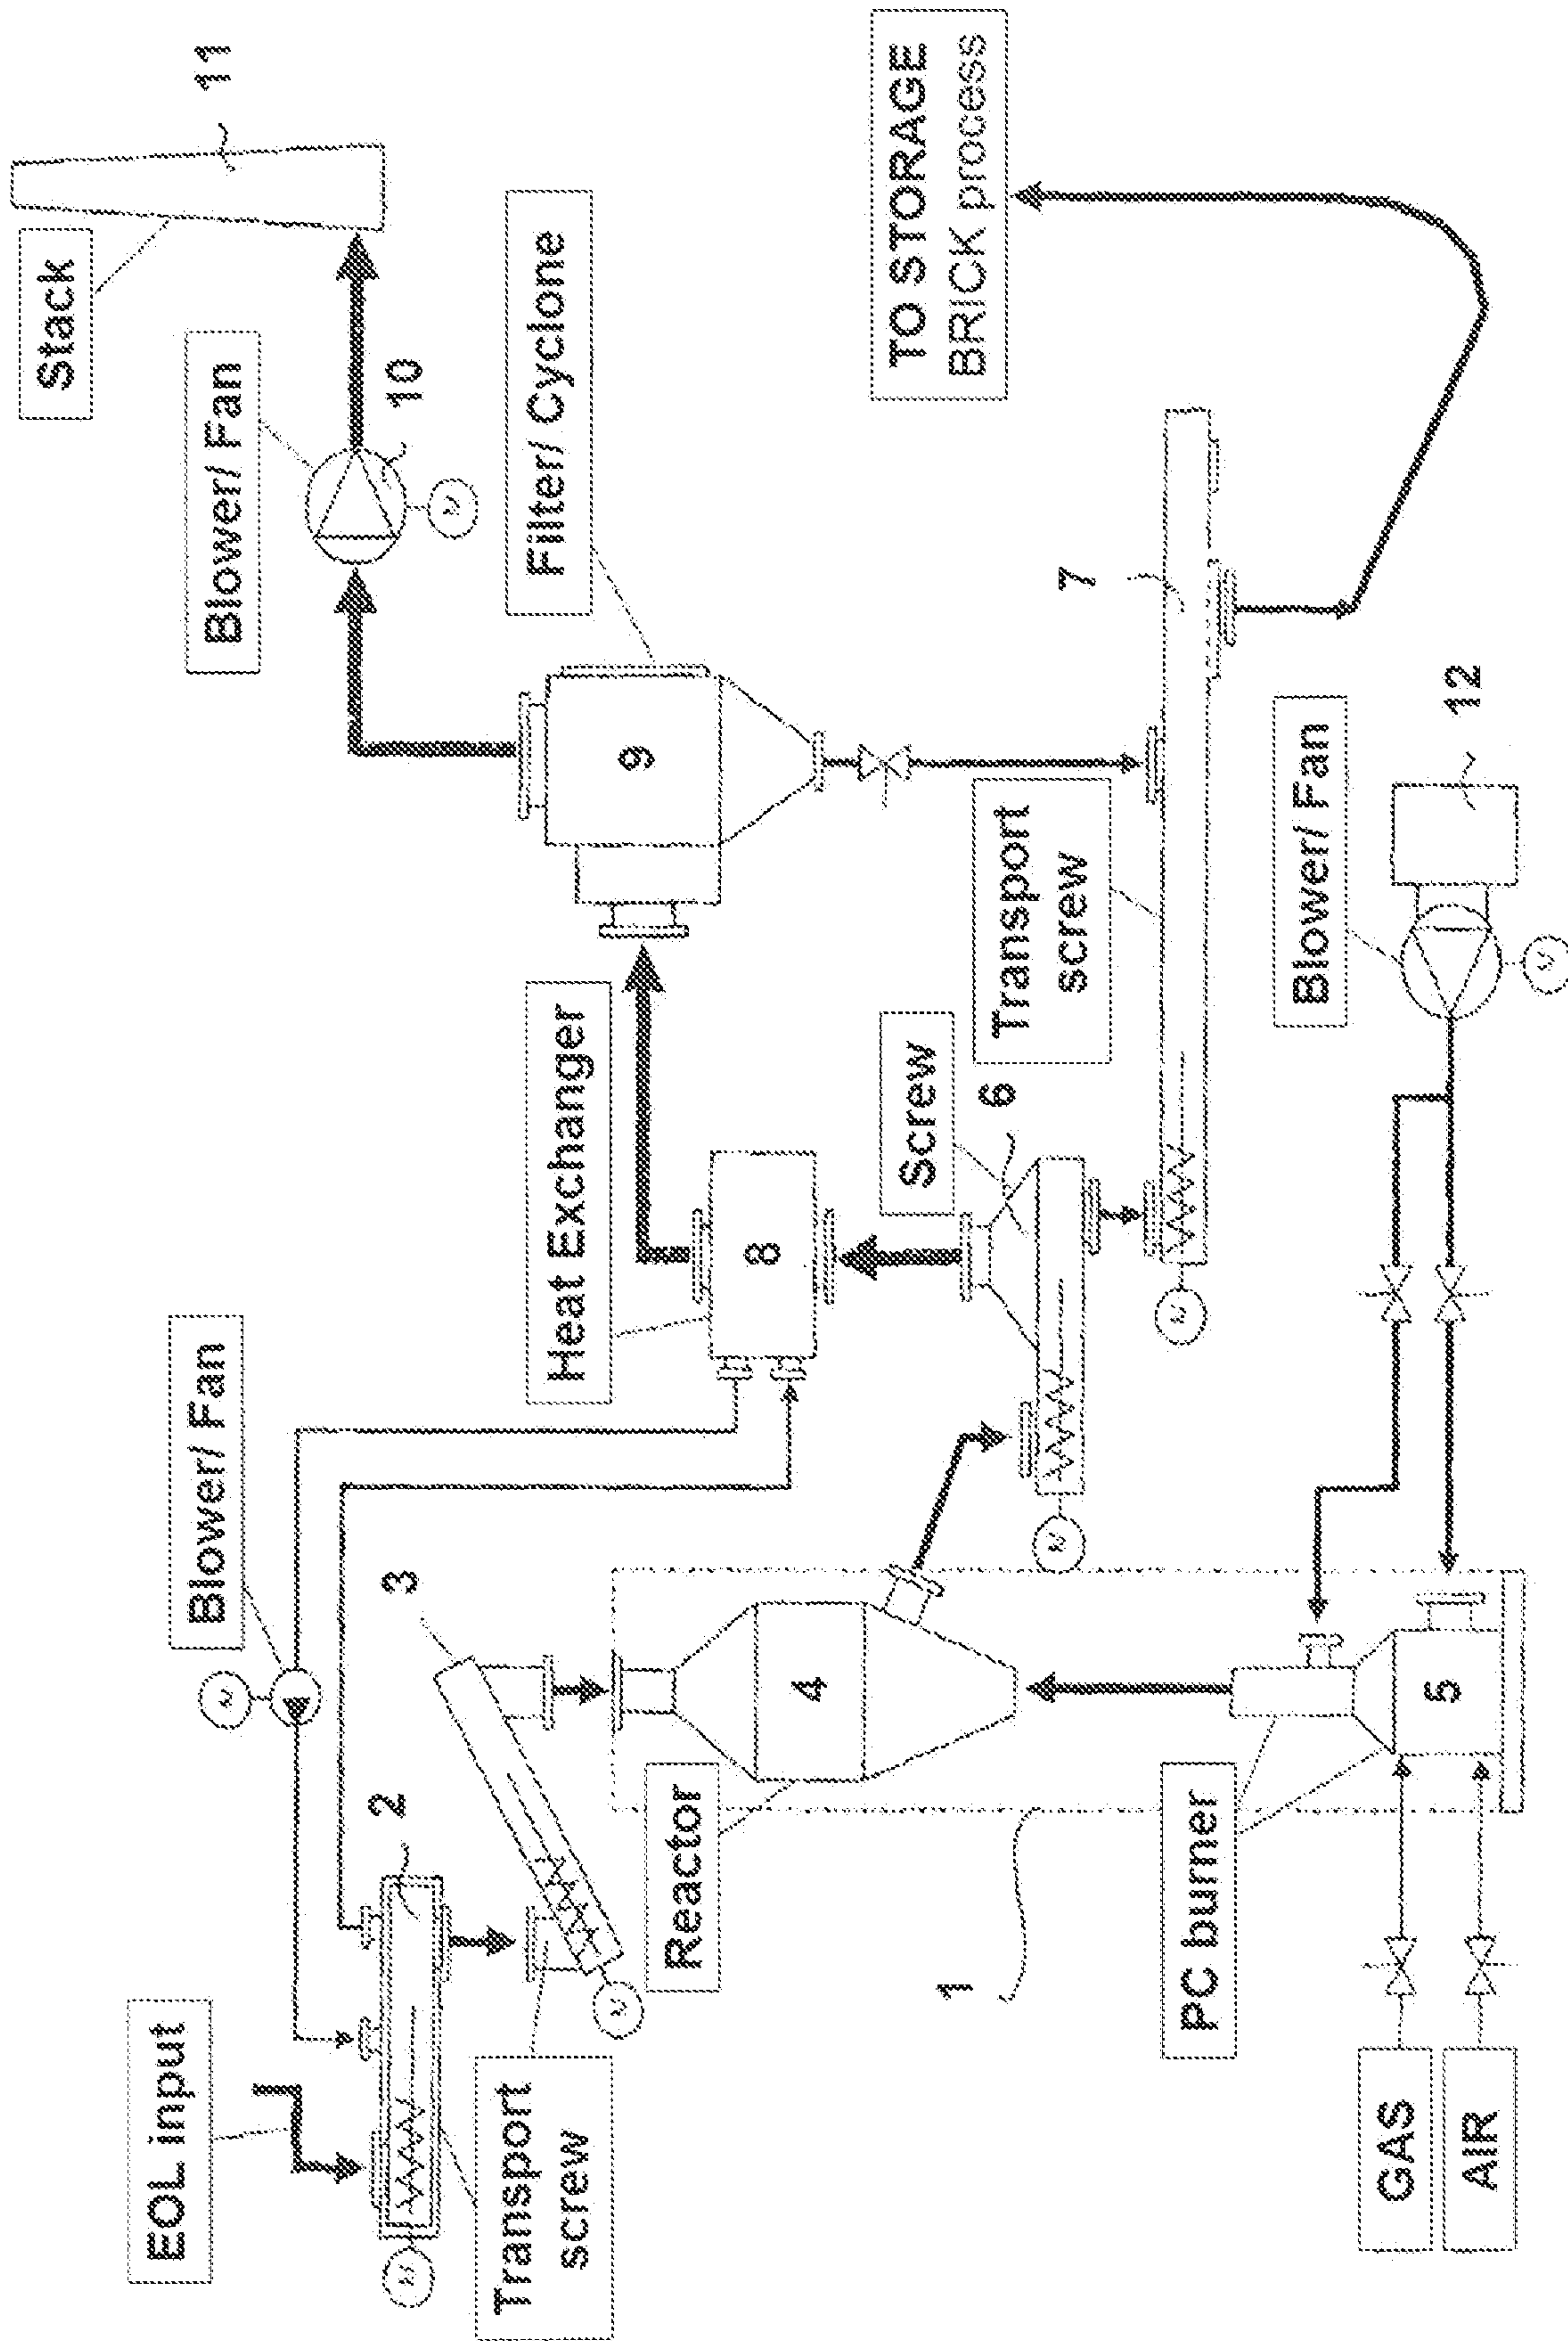 EOL input
Blower/ Fan
Stack
11
Blower/ Fan
10
2
3
Transport
screw
Heat Exchanger
Filter/ Cyclone
9
8
Reactor
4
Screw
6
Transport
screw
7
TO STORAGE
BRICK process
1
PC burner
5
Blower/ Fan
12
GAS
AIR